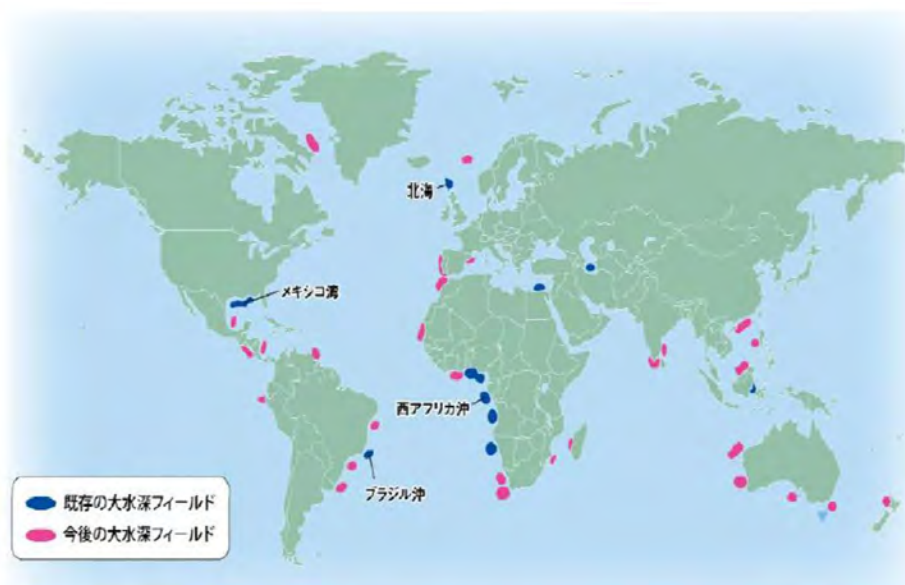 北海
メキシコ湾
西アフリカ沖
ブラジル沖
既存の大水深フィールド
今後の大水深フィールド